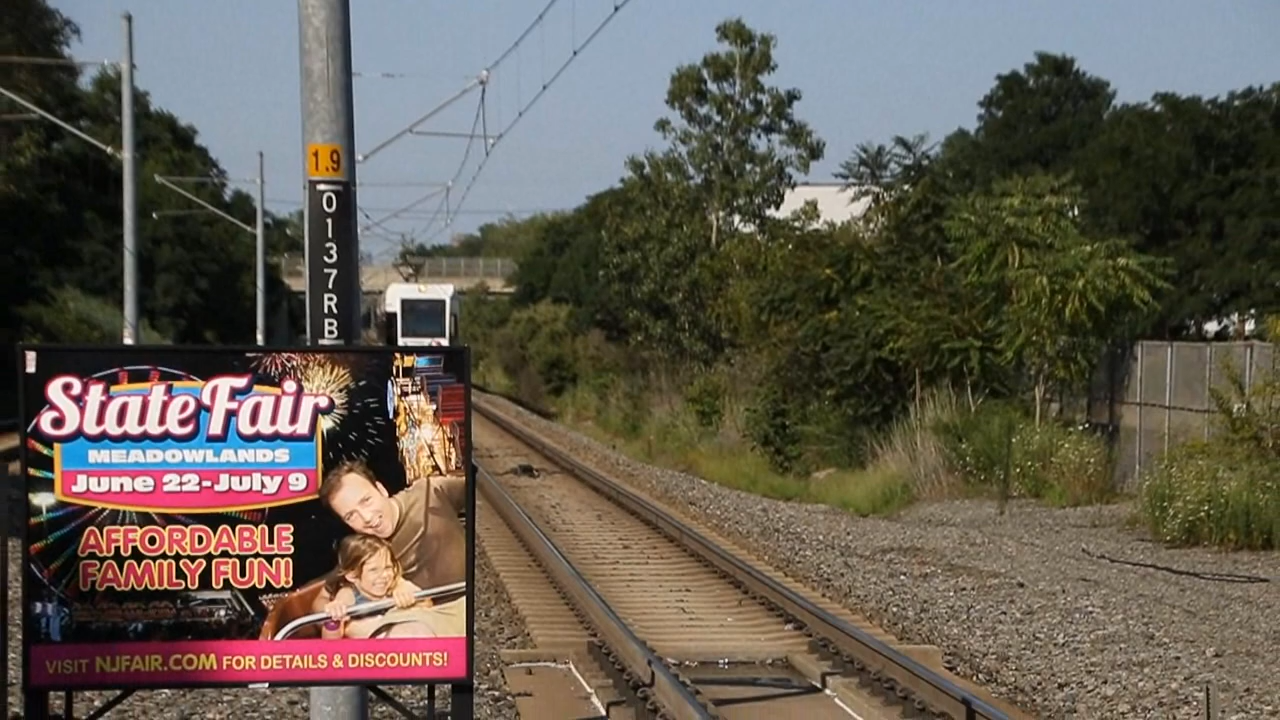 1.9
0137RB
State Fair
MEADOWLANDS
June 22-July 9
AFFORDABLE
FAMILY FUN!
VISIT NJFAIR.COM FOR DETAILS & DISCOUNTS!